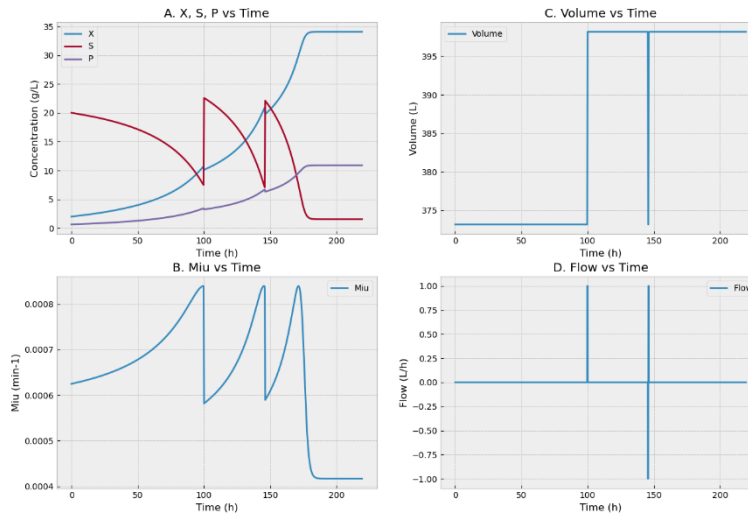 A. X, S, P vs Time
Concentration (g/L)
35
30
25
20
15
10
5
0
X
S
P
0 50 100 150 200
Time (h)
C. Volume vs Time
Volume (L)
395
390
385
380
375
Volume
0 50 100 150 200
Time (h)
B. Miu vs Time
Miu (min-1)
0.0008
0.0007
0.0006
0.0005
0.0004
Miu
0 50 100 150 200
Time (h)
D. Flow vs Time
Flow (L/h)
1.00
0.75
0.50
0.25
0.00
−0.25
−0.50
−0.75
−1.00
Flow
0 50 100 150 200
Time (h)